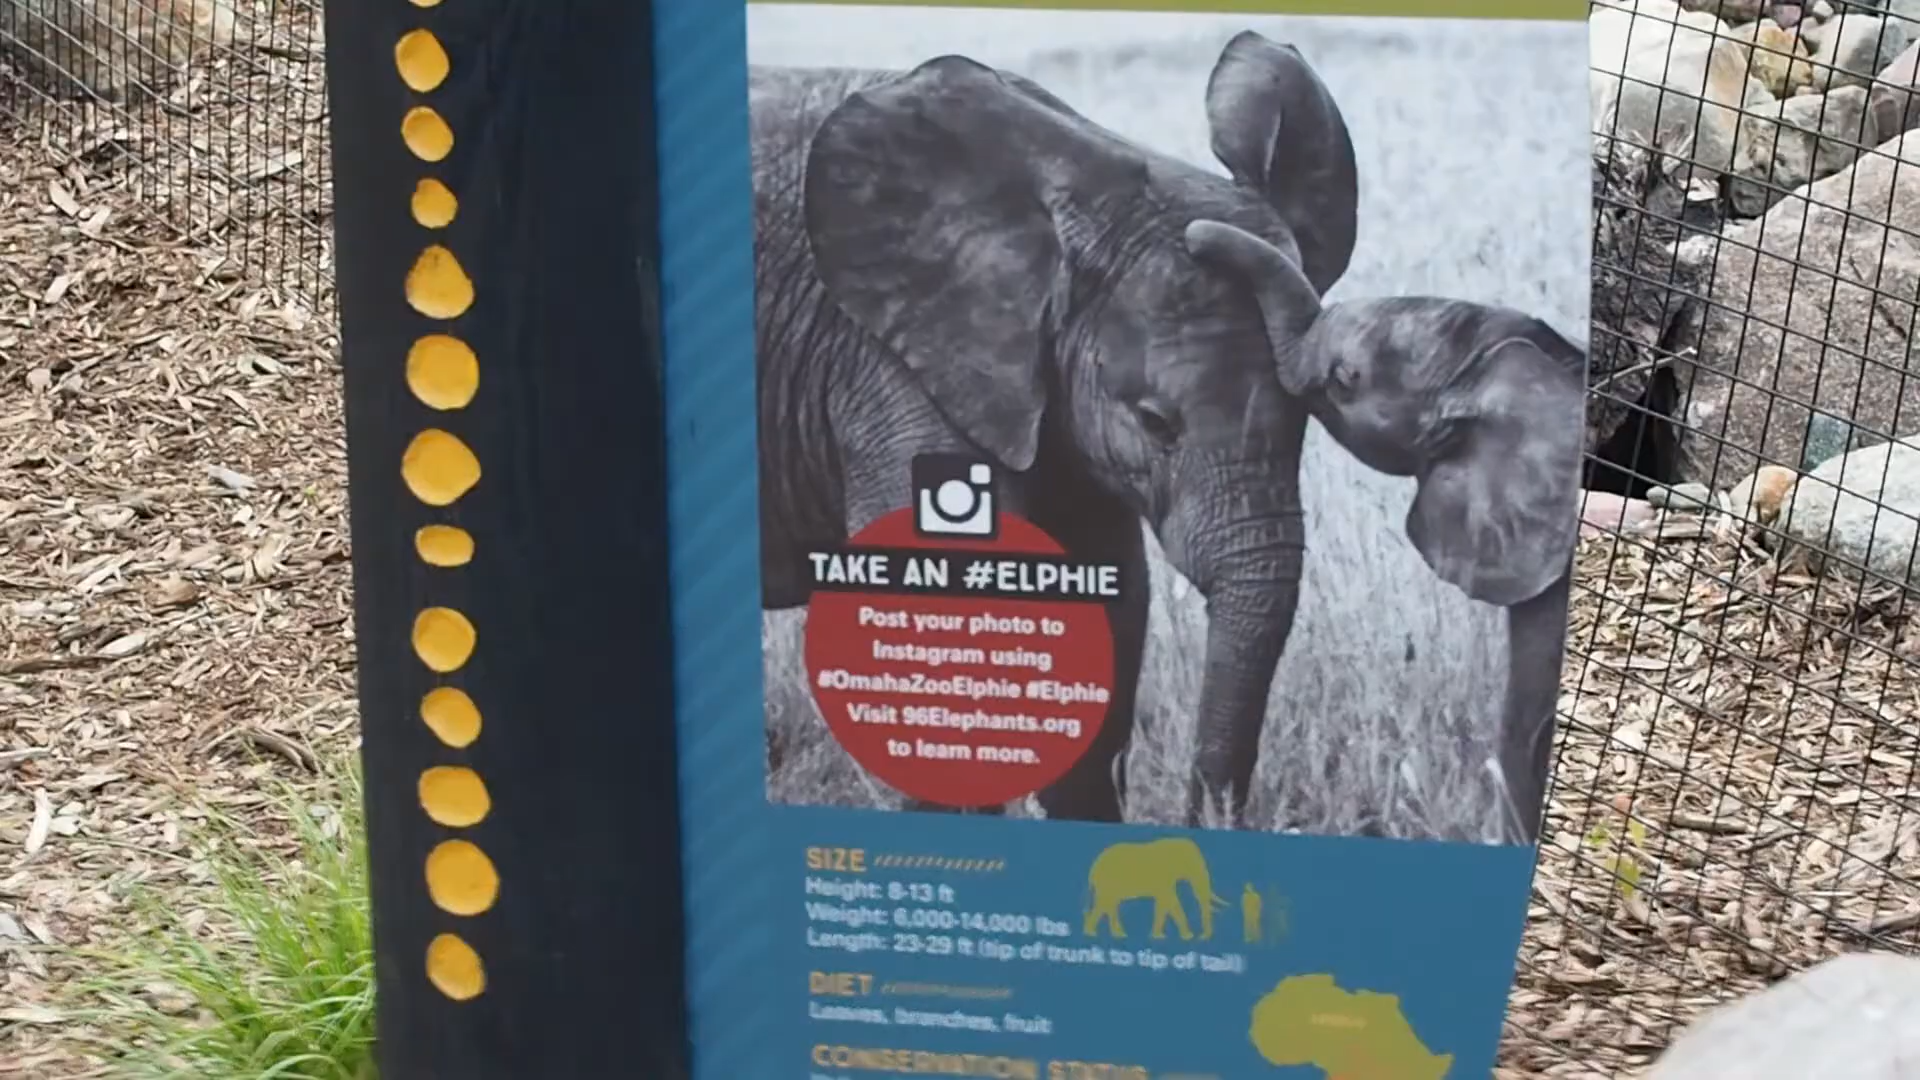 TAKE AN #ELPHIE
Post your photo to
Instagram using
#OmahaZooElphie #Elphie
Visit 96Elephants.org
to learn more.
SIZE
Height: 8-13 ft
Weight: 6,000-14,000 lbs
Length: 23-29 ft (tip of trunk to tip of tail)
DIET
Leaves, branches, fruit
CONSERVATION STATUS